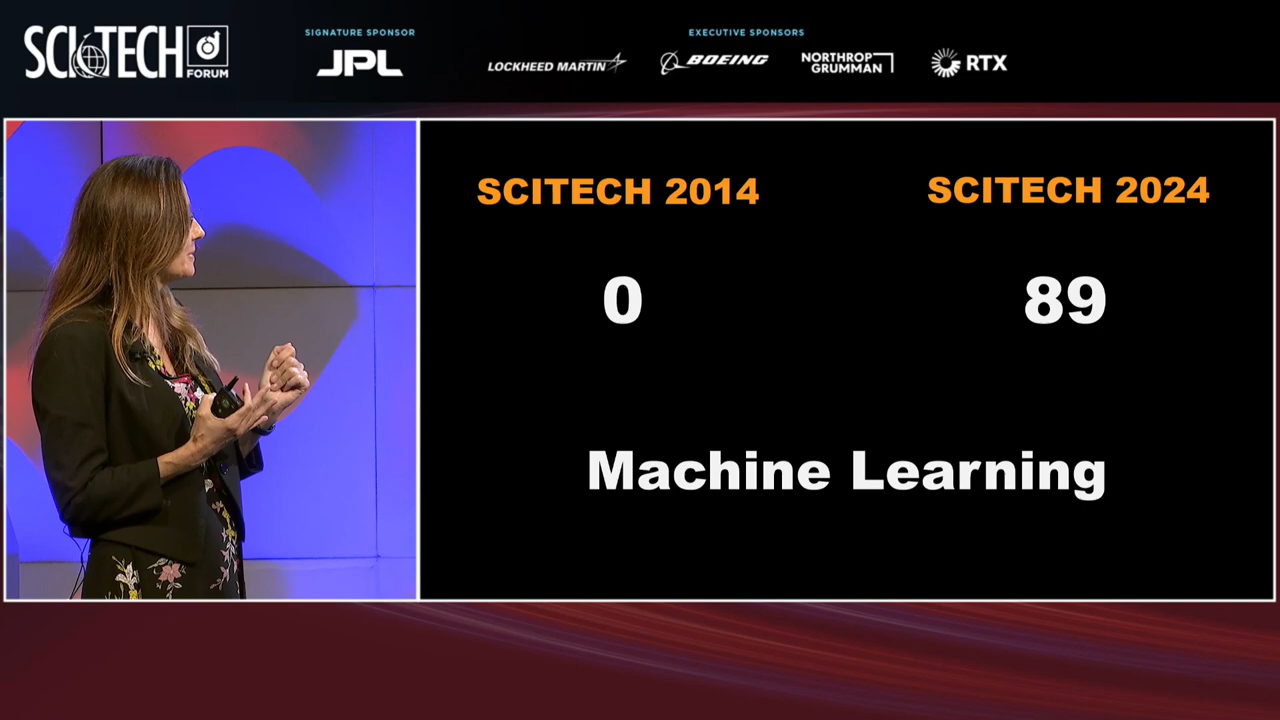 SCITECH
FORUM
SIGNATURE SPONSOR
JPL
EXECUTIVE SPONSORS
LOCKHEED MARTIN
BOEING
NORTHROP
GRUMMAN
RTX
SCITECH 2014
SCITECH 2024
0
89
Machine Learning